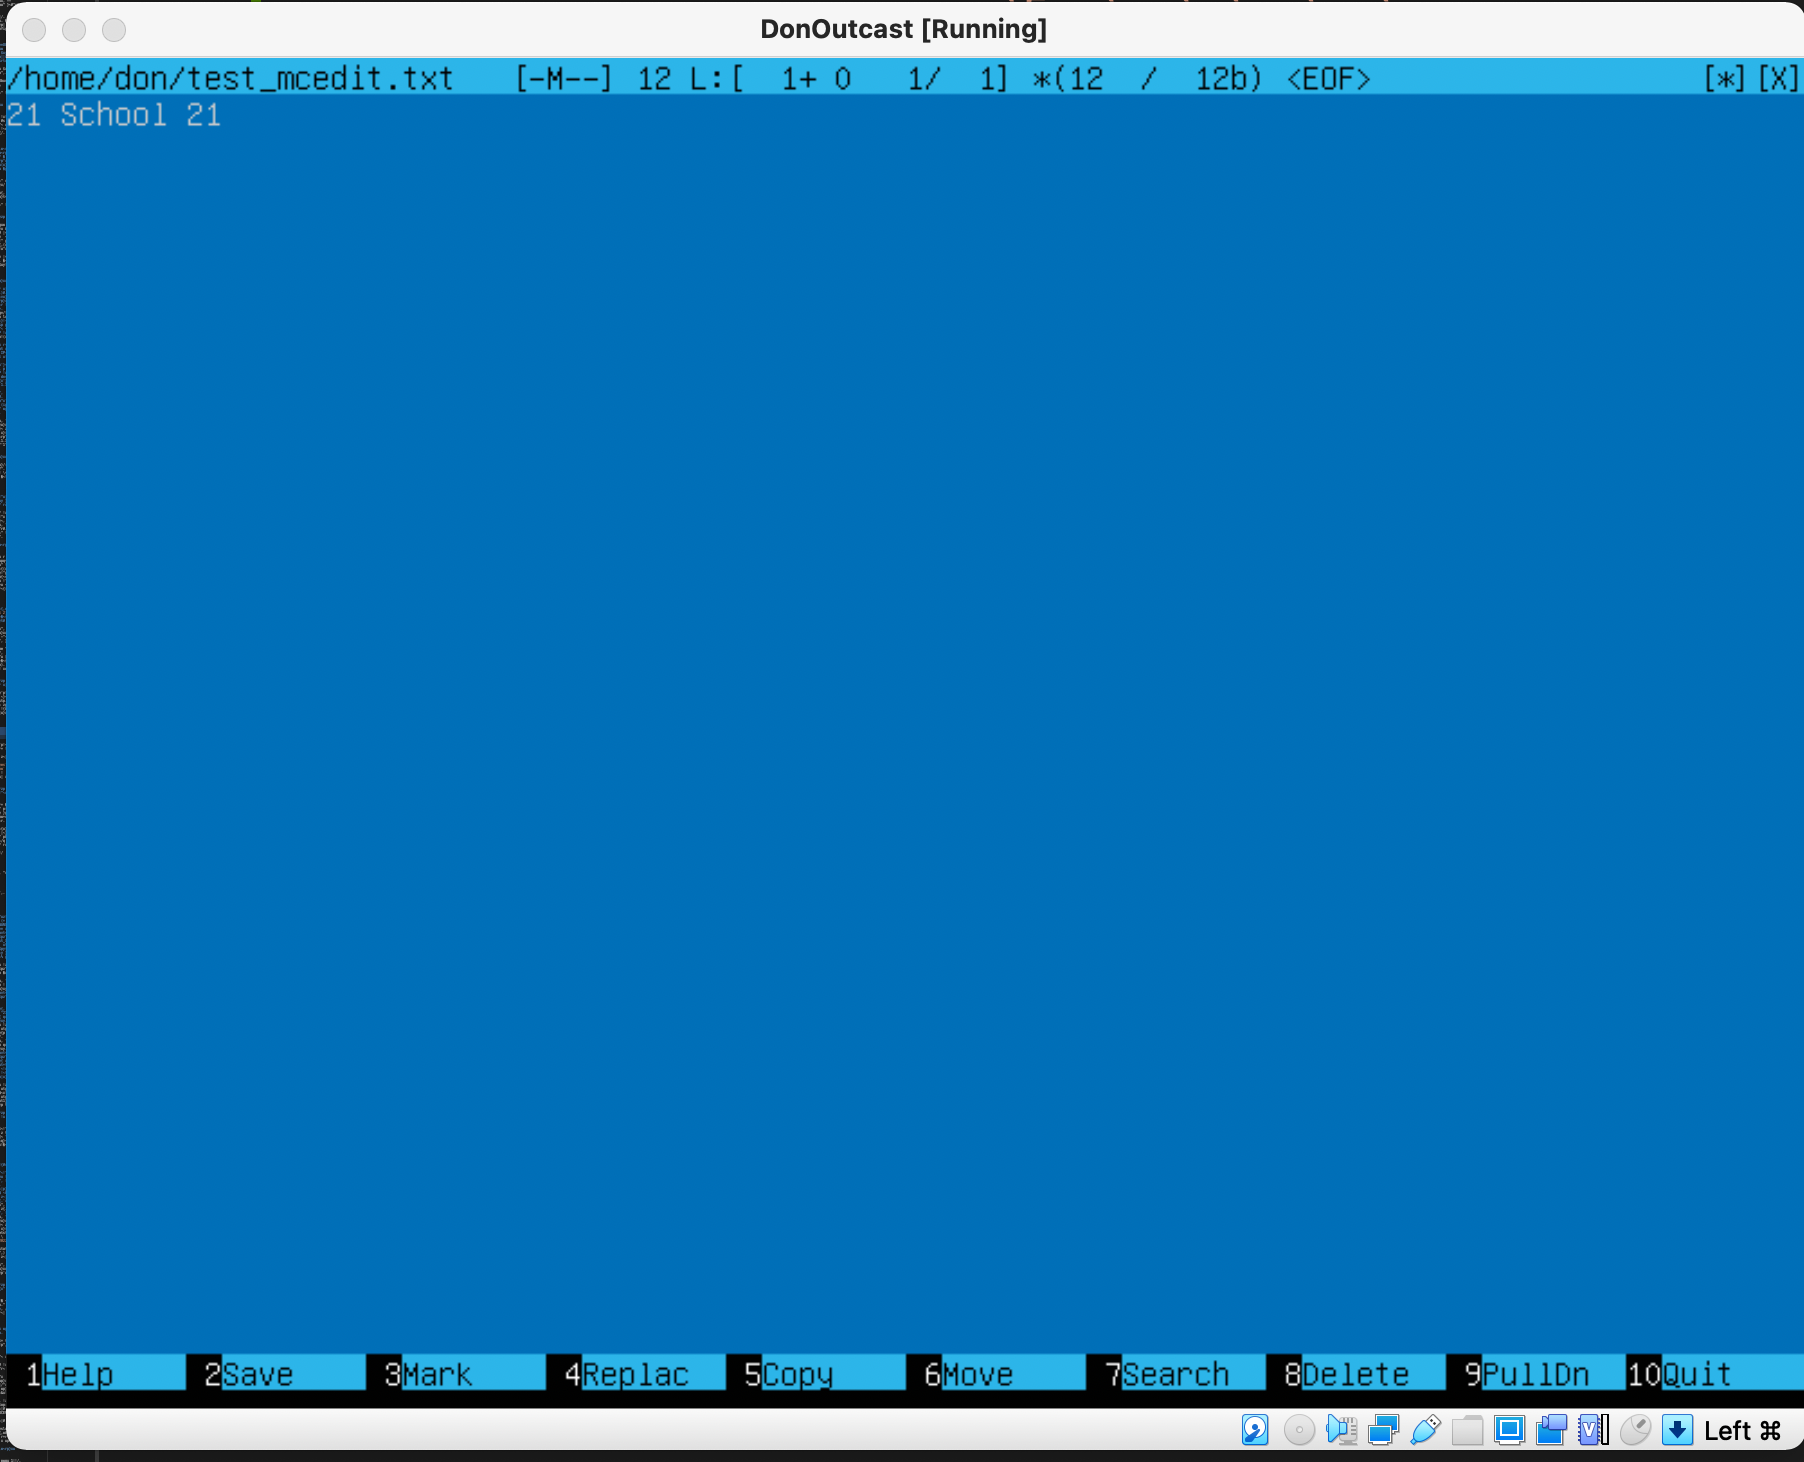 DonOutcast [Running]
/home/don/test_mcedit.txt [-M--] 12 L:[ 1+ 0 1/ 1] *(12 / 12b) <EOF> [*][X]
21 School 21
1Help 2Save 3Mark 4Replac 5Copy 6Move 7Search 8Delete 9PullDn 10Quit
Left ⌘